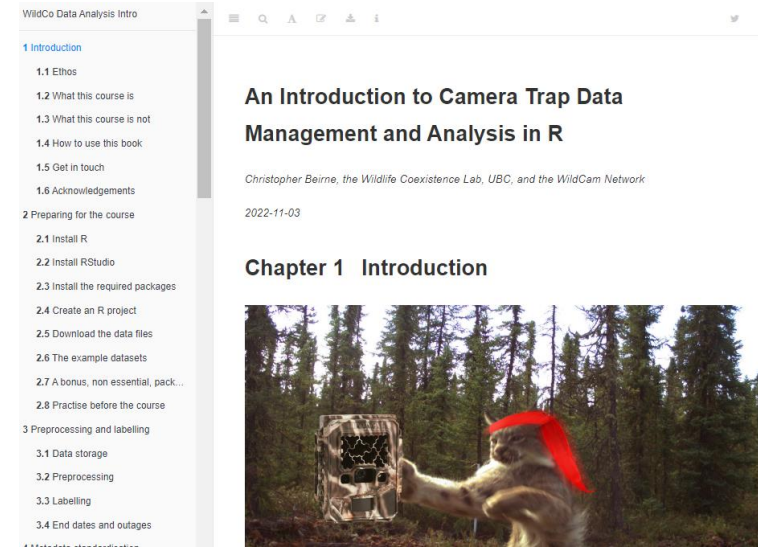 WildCo Data Analysis Intro
1 Introduction
1.1 Ethos
1.2 What this course is
1.3 What this course is not
1.4 How to use this book
1.5 Get in touch
1.6 Acknowledgements
2 Preparing for the course
2.1 Install R
2.2 Install RStudio
2.3 Install the required packages
2.4 Create an R project
2.5 Download the data files
2.6 The example datasets
2.7 A bonus, non essential, pack...
2.8 Practise before the course
3 Preprocessing and labelling
3.1 Data storage
3.2 Preprocessing
3.3 Labelling
3.4 End dates and outages
4 Metadata standardisation
A
i
An Introduction to Camera Trap Data
Management and Analysis in R
Christopher Beirne, the Wildlife Coexistence Lab, UBC, and the WildCam Network
2022-11-03
Chapter 1 Introduction